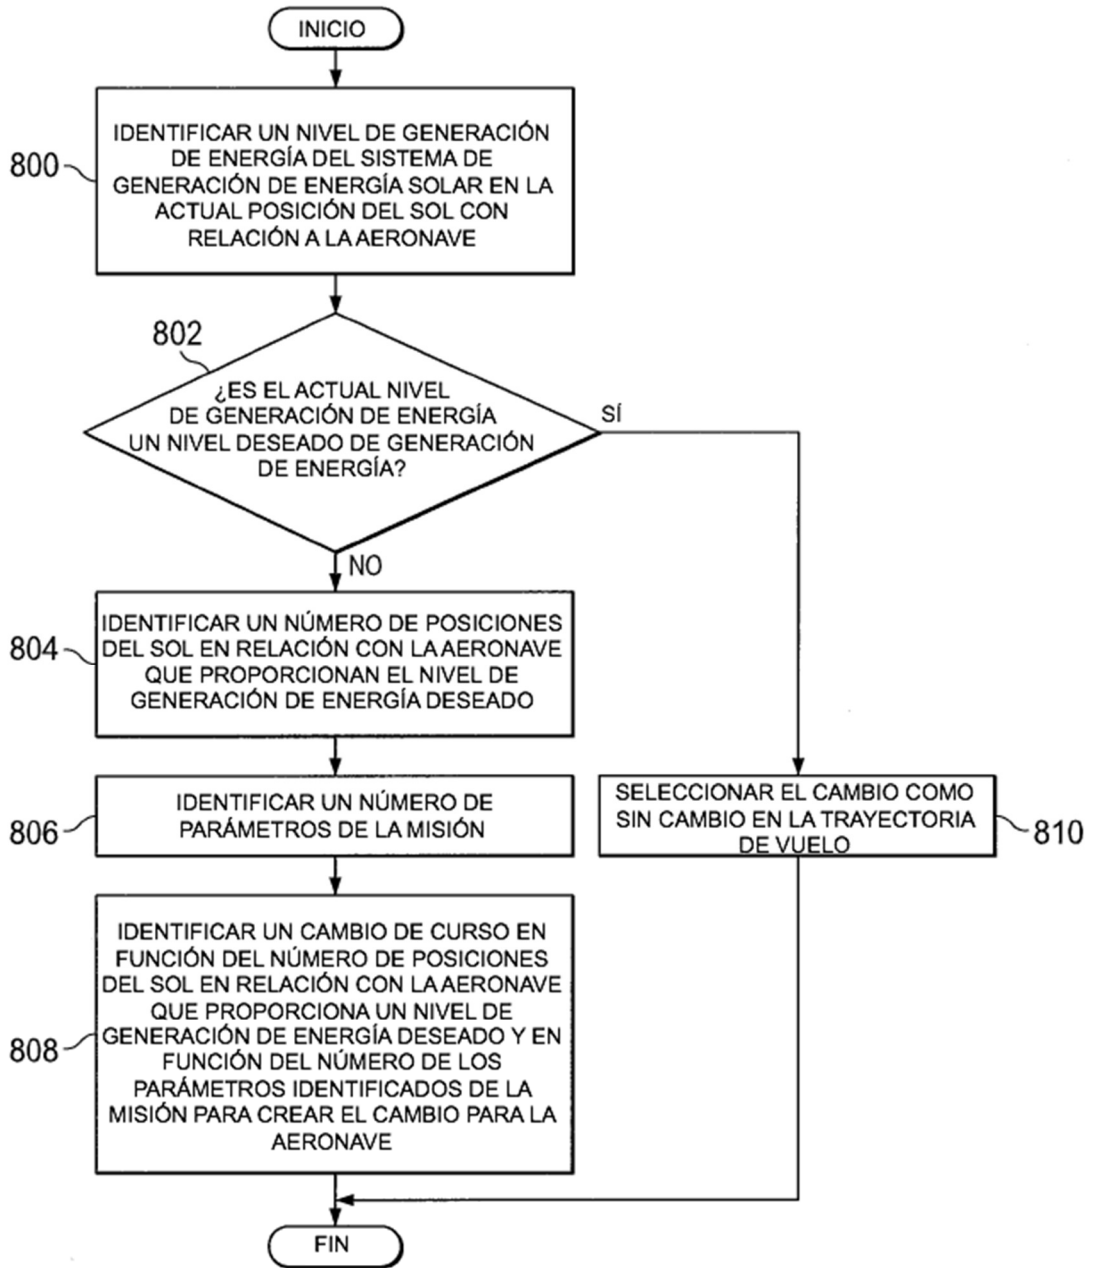 INICIO
800
IDENTIFICAR UN NIVEL DE GENERACIÓN
DE ENERGÍA DEL SISTEMA DE
GENERACIÓN DE ENERGÍA SOLAR EN LA
ACTUAL POSICIÓN DEL SOL CON
RELACIÓN A LA AERONAVE
802
¿ES EL ACTUAL NIVEL
DE GENERACIÓN DE ENERGÍA
UN NIVEL DESEADO DE GENERACIÓN
DE ENERGÍA?
SÍ
NO
804
IDENTIFICAR UN NÚMERO DE POSICIONES
DEL SOL EN RELACIÓN CON LA AERONAVE
QUE PROPORCIONAN EL NIVEL DE
GENERACIÓN DE ENERGÍA DESEADO
806
IDENTIFICAR UN NÚMERO DE
PARÁMETROS DE LA MISIÓN
SELECCIONAR EL CAMBIO COMO
SIN CAMBIO EN LA TRAYECTORIA
DE VUELO
810
808
IDENTIFICAR UN CAMBIO DE CURSO EN
FUNCIÓN DEL NÚMERO DE POSICIONES
DEL SOL EN RELACIÓN CON LA AERONAVE
QUE PROPORCIONA UN NIVEL DE
GENERACIÓN DE ENERGÍA DESEADO Y EN
FUNCIÓN DEL NÚMERO DE LOS
PARÁMETROS IDENTIFICADOS DE LA
MISIÓN PARA CREAR EL CAMBIO PARA LA
AERONAVE
FIN